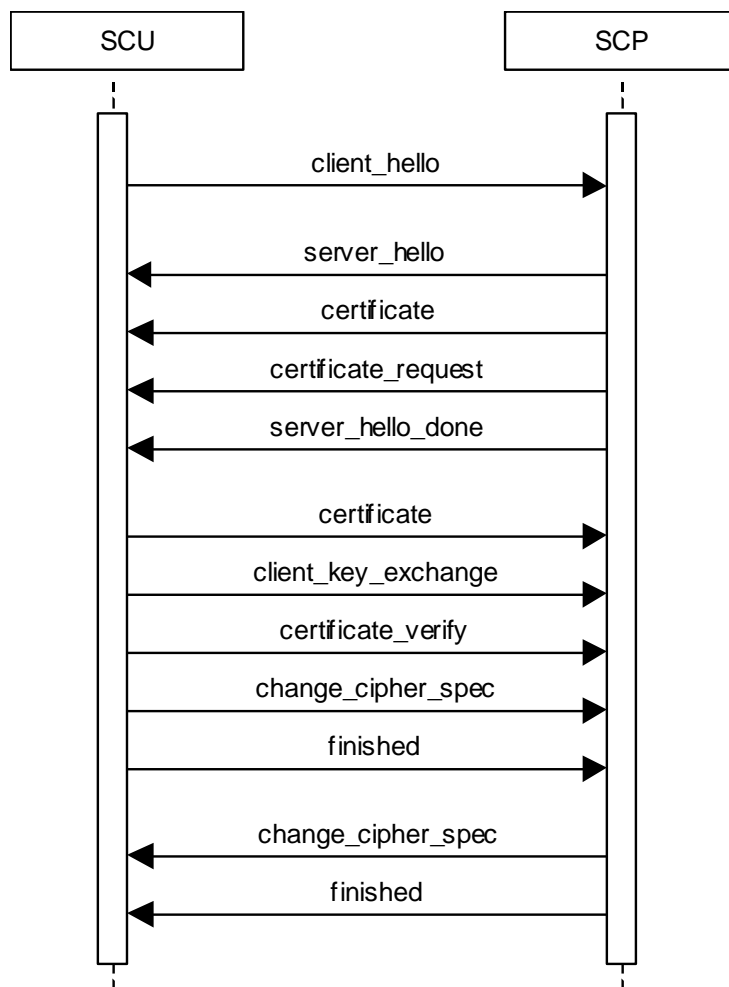 SCU
SCP
client_hello
server_hello
certificate
certificate_request
server_hello_done
certificate
client_key_exchange
certificate_verify
change_cipher_spec
finished
change_cipher_spec
finished